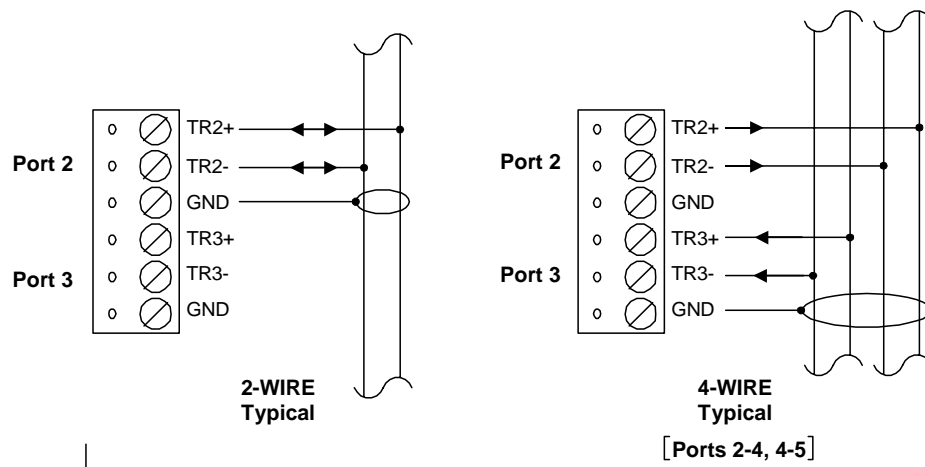 Port 2
TR2+
TR2-
GND
Port 3
TR3+
TR3-
GND
2-WIRE
Typical
Port 2
TR2+
TR2-
GND
Port 3
TR3+
TR3-
GND
4-WIRE
Typical
[Ports 2-4, 4-5]